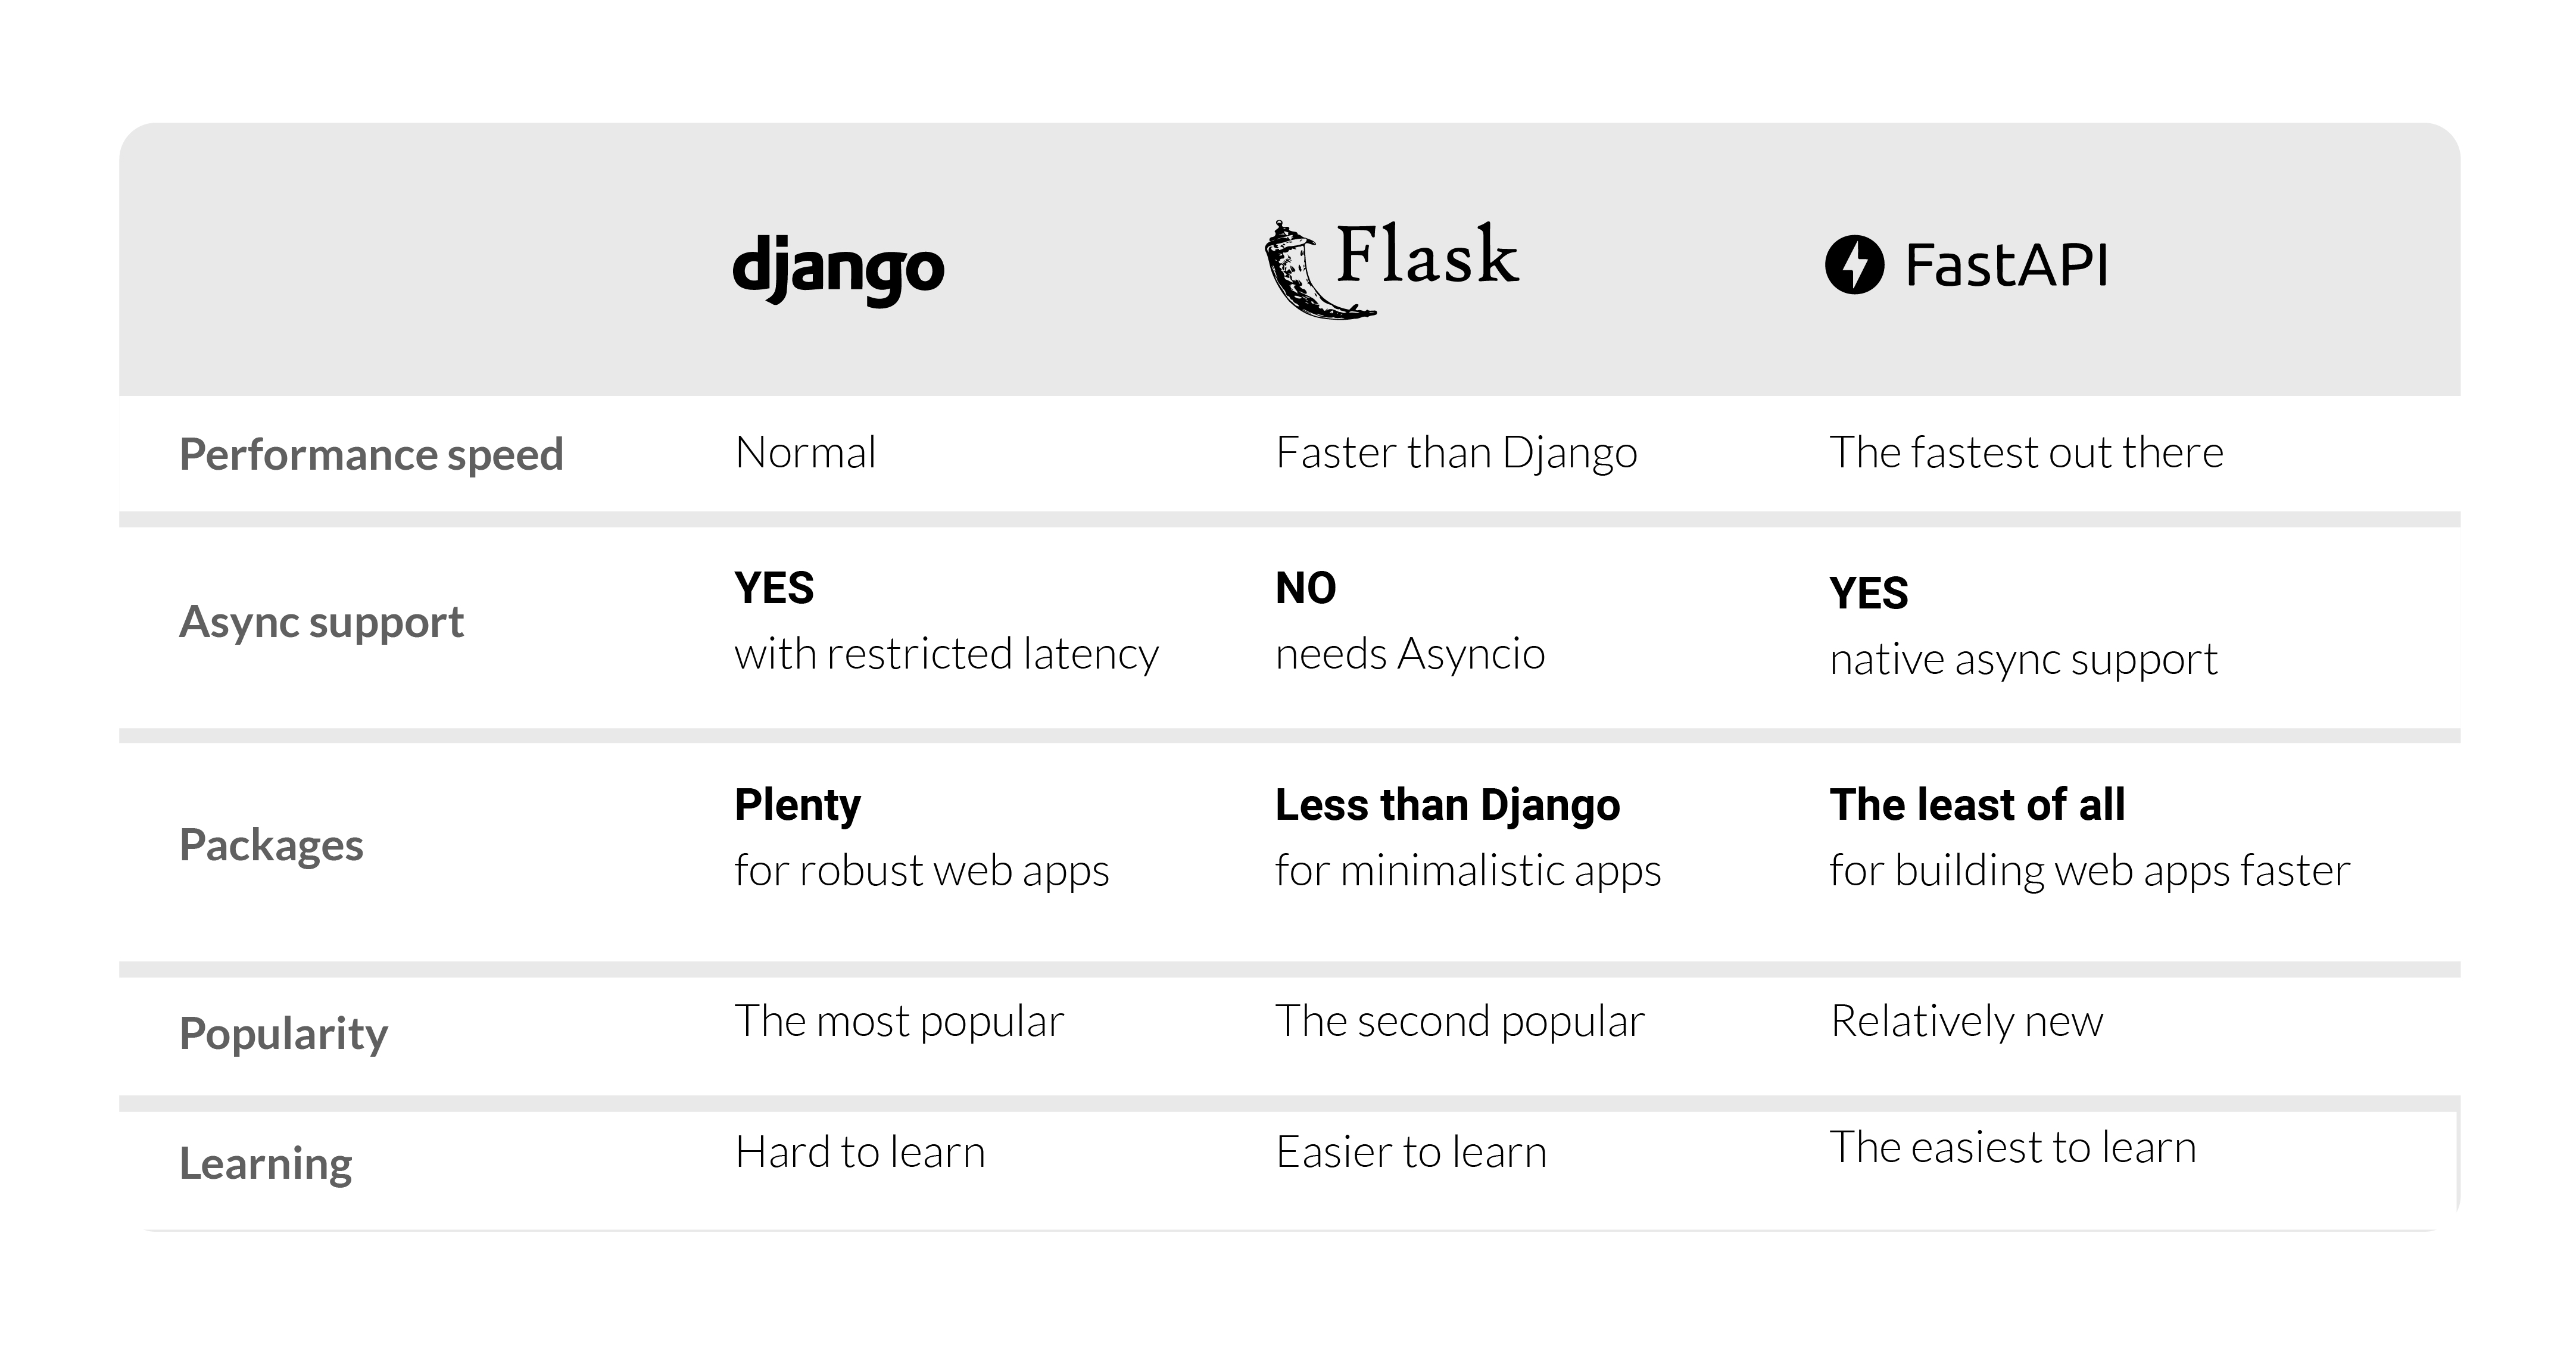 django Flask FastAPI
Performance speed Normal Faster than Django The fastest out there
YES NO YES
Async support
with restricted latency needs Asyncio native async support
Plenty Less than Django The least of all
Packages
for robust web apps for minimalistic apps for building web apps faster
Popularity The most popular The second popular Relatively new
Learning Hard to learn Easier to learn The easiest to learn